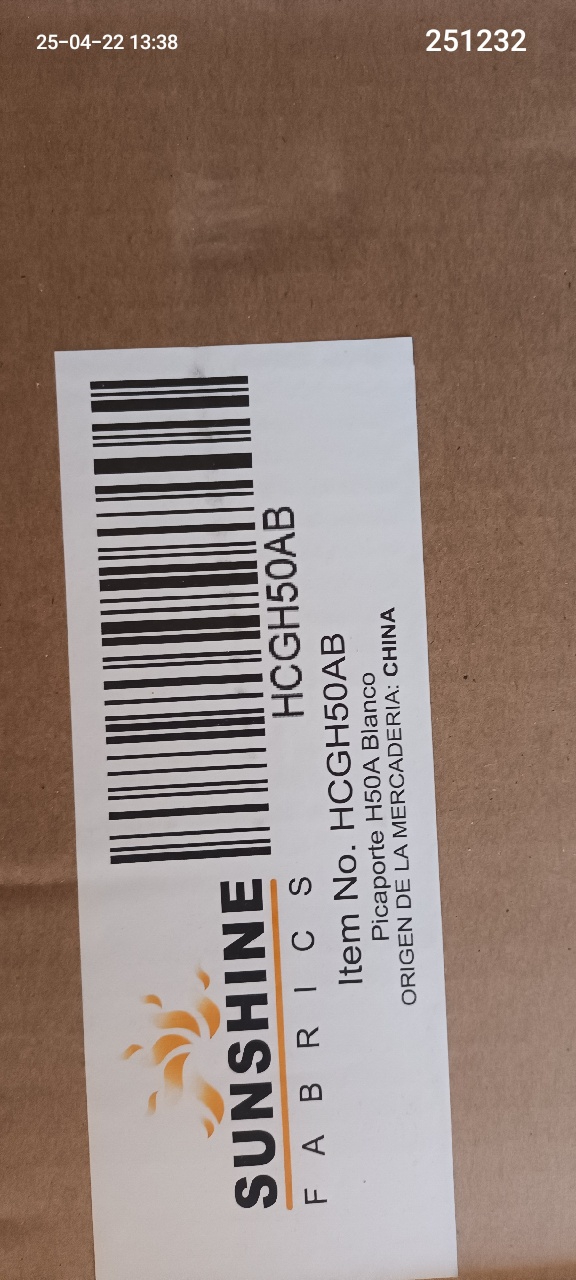 25-04-22 13:38
251232
HCGH50AB
SUNSHINE
FABRICS
Item No. HCGH50AB
Picaporte H50A Blanco
ORIGEN DE LA MERCADERIA: CHINA